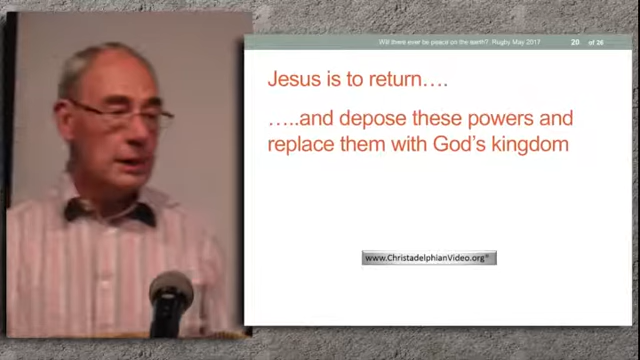 Will there ever be peace on the earth? Rugby May 2017 20 of 26
Jesus is to return….
…..and depose these powers and
replace them with God's kingdom
www.ChristadelphianVideo.org®